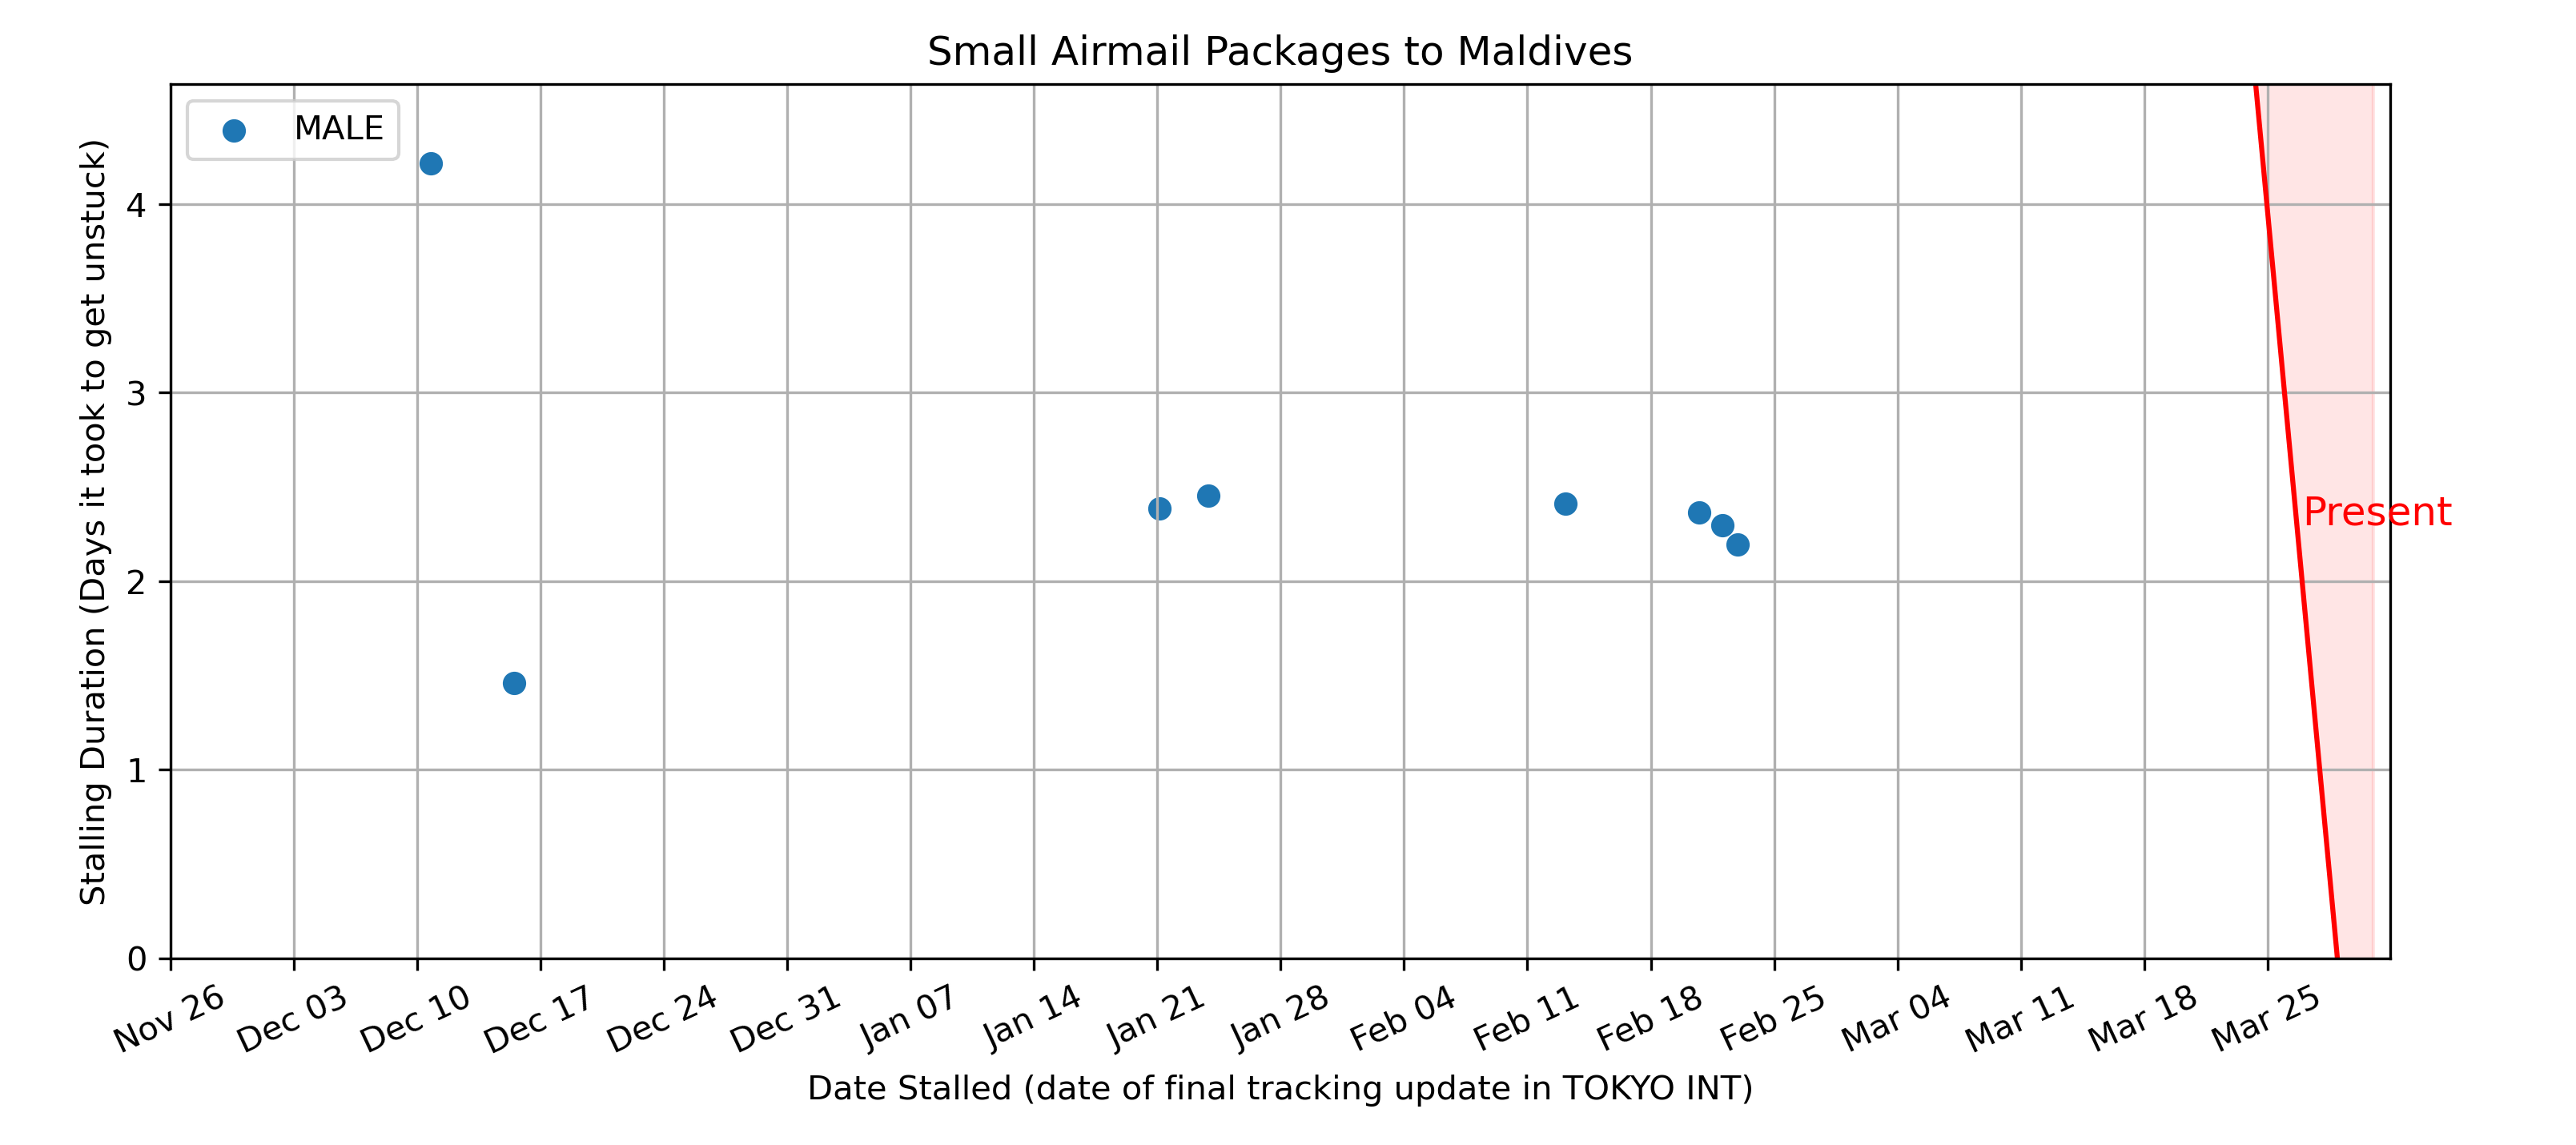 Small Airmail Packages to Maldives
MALE
Stalling Duration (Days it took to get unstuck)
4
3
2
1
0
Present
Nov 26
Dec 03
Dec 10
Dec 17
Dec 24
Dec 31
Jan 07
Jan 14
Jan 21
Jan 28
Feb 04
Feb 11
Feb 18
Feb 25
Mar 04
Mar 11
Mar 18
Mar 25
Date Stalled (date of final tracking update in TOKYO INT)